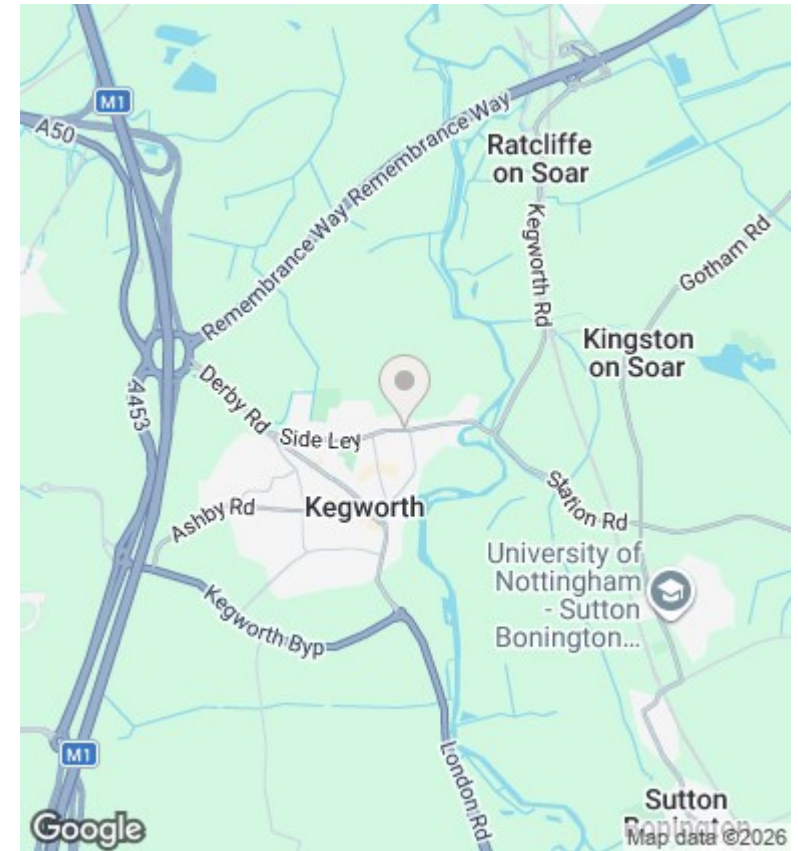 M1
A50
Remembrance Way
Remembrance Way
Ratcliffe
on Soar
Kegworth Rd
Gotham Rd
Kingston
on Soar
A453
Derby Rd
Side Ley
Kegworth
Ashby Rd
Station Rd
University of
Nottingham
- Sutton
Bonington...
Kegworth Byp
M1
London Rd
Sutton
Bonington
Google
Map data ©2026